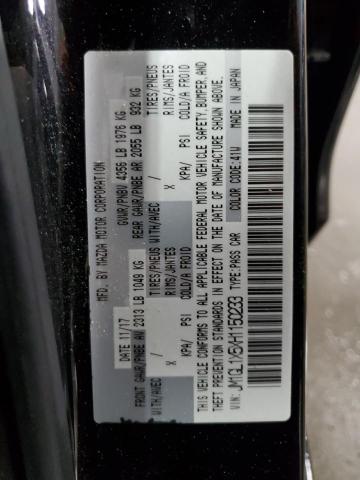 MFD BY MAZDA MOTOR CORPORATION
DATE 11/17 GVWR/PNBV 4356 LB 1976 KG
FRONT GAWR/PNBE AV 2313 LB 1049 KG REAR GAWR/PNBE AR 2055 LB 932 KG
WITH/AVEC TIRES/PNEUS WITH/AVEC TIRES/PNEUS
X RIMS/JANTES X RIMS/JANTES
KPA/ PSI COLD/A FROID KPA/ PSI COLD/A FROID
THIS VEHICLE CONFORMS TO ALL APPLICABLE FEDERAL MOTOR VEHICLE SAFETY,BUMPER,AND
THEFT PREVENTION STANDARDS IN EFFECT ON THE DATE OF MANUFACTURE SHOWN ABOVE.
VIN: JM1GL1X5XH1150233 TYPE:PASS CAR COLOR CODE:41W MADE IN JAPAN